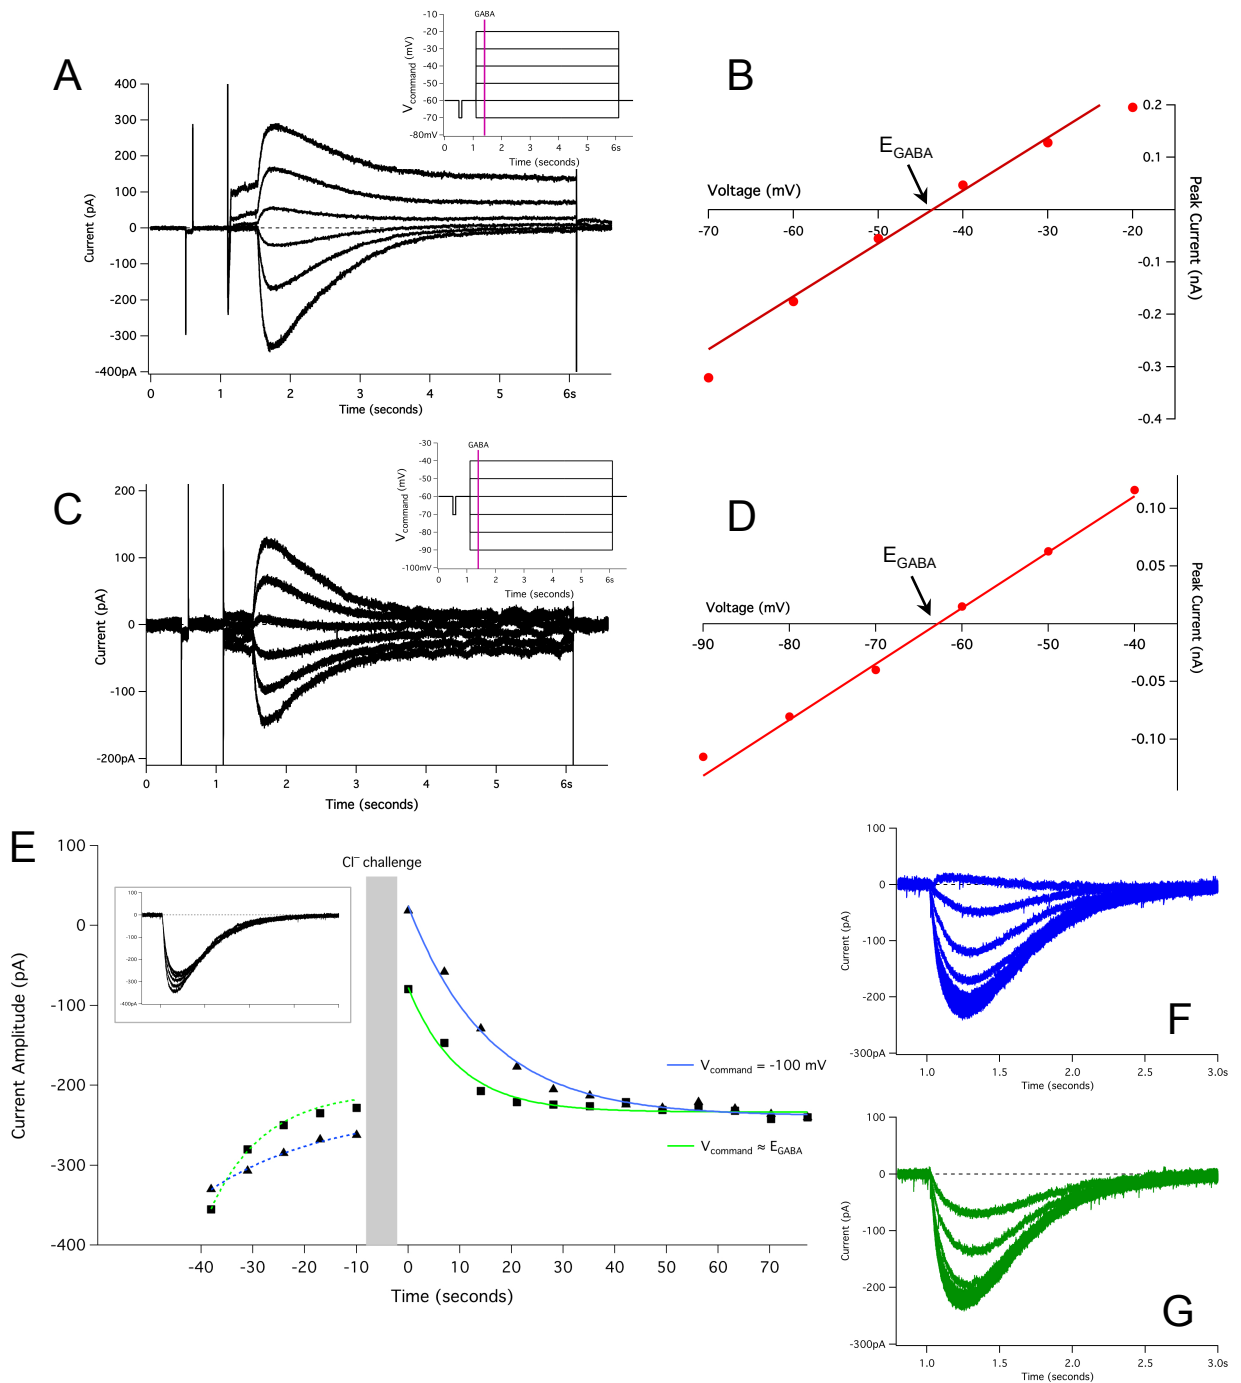 A
400
300
200
100
0
-100
-200
-300
-400pA
Current (pA)
0 1 2 3 4 5 6s
Time (seconds)
GABA
-10
-20
-30
-40
-50
-60
-70
-80mV
Vcommand (mV)
0 1 2 3 4 5 6s
Time (seconds)
B
EGABA
Voltage (mV)
-70 -60 -50 -40 -30 -20
0.2
0.1
-0.1
-0.2
-0.3
-0.4
Peak Current (nA)
C
200
100
0
-100
-200pA
Current (pA)
0 1 2 3 4 5 6s
Time (seconds)
GABA
-30
-40
-50
-60
-70
-80
-90
-100mV
Vcommand (mV)
0 1 2 3 4 5 6s
Time (seconds)
D
EGABA
Voltage (mV)
-90 -80 -70 -60 -50 -40
0.10
0.05
-0.05
-0.10
Peak Current (nA)
E
100
0
-100
-200
-300
-400
Current Amplitude (pA)
Cl− challenge
100
0
-100
-200
-300
-400pA
Vcommand = -100 mV
Vcommand ≈ EGABA
-40 -30 -20 -10 0 10 20 30 40 50 60 70
Time (seconds)
100
0
-100
-200
-300pA
Current (pA)
F
1.0 1.5 2.0 2.5 3.0s
Time (seconds)
100
0
-100
-200
-300pA
Current (pA)
G
1.0 1.5 2.0 2.5 3.0s
Time (seconds)